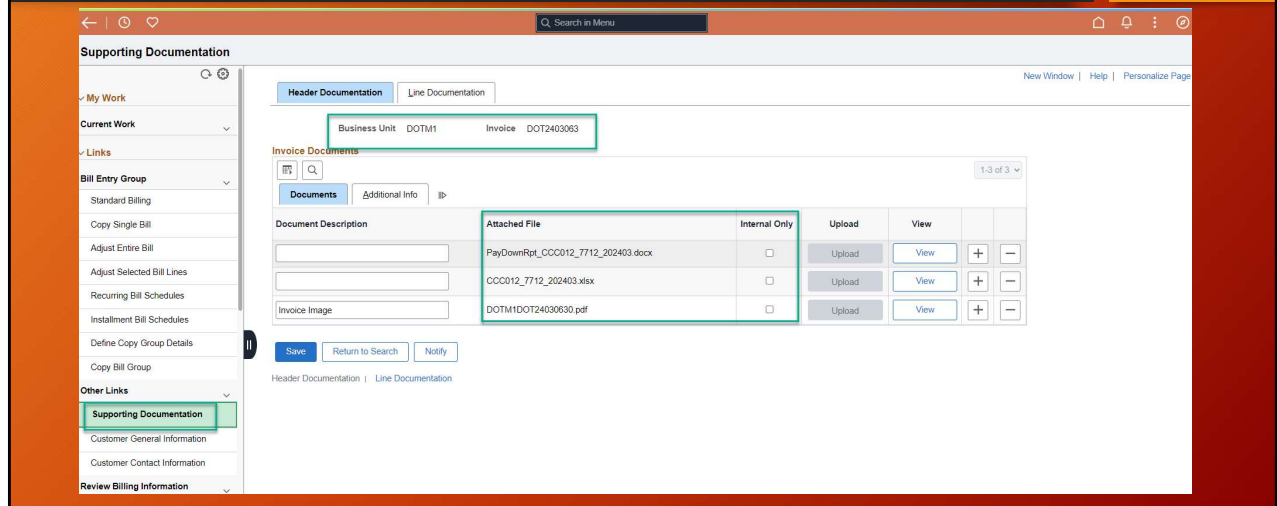 Search in Menu
Supporting Documentation
New Window | Help | Personalize Page
My Work
Current Work
Links
Bill Entry Group
Standard Billing
Copy Single Bill
Adjust Entire Bill
Adjust Selected Bill Lines
Recurring Bill Schedules
Installment Bill Schedules
Define Copy Group Details
Copy Bill Group
Other Links
Supporting Documentation
Customer General Information
Customer Contact Information
Review Billing Information
Header Documentation Line Documentation
Business Unit DOTM1 Invoice DOT2403063
Invoice Documents
1-3 of 3
Documents Additional Info
Document Description Attached File Internal Only Upload View
PayDownRpt_CCC012_7712_202403.docx Upload View + −
CCC012_7712_202403.xlsx Upload View + −
Invoice Image DOTM1DOT24030630.pdf Upload View + −
Save Return to Search Notify
Header Documentation | Line Documentation